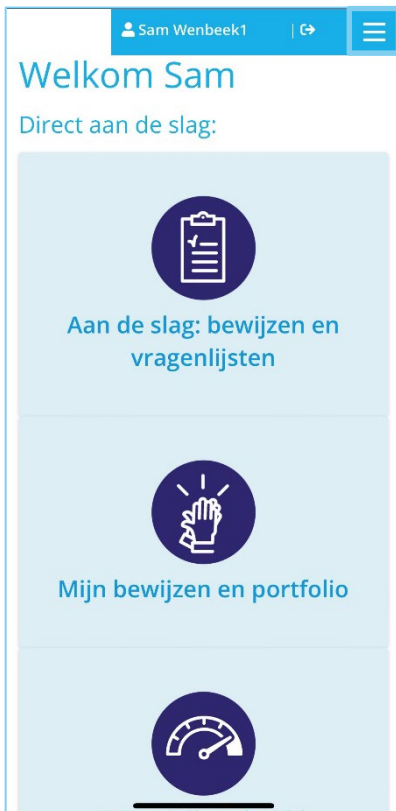 Sam Wenbeek1 |
Welkom Sam
Direct aan de slag:
Aan de slag: bewijzen en
vragenlijsten
Mijn bewijzen en portfolio